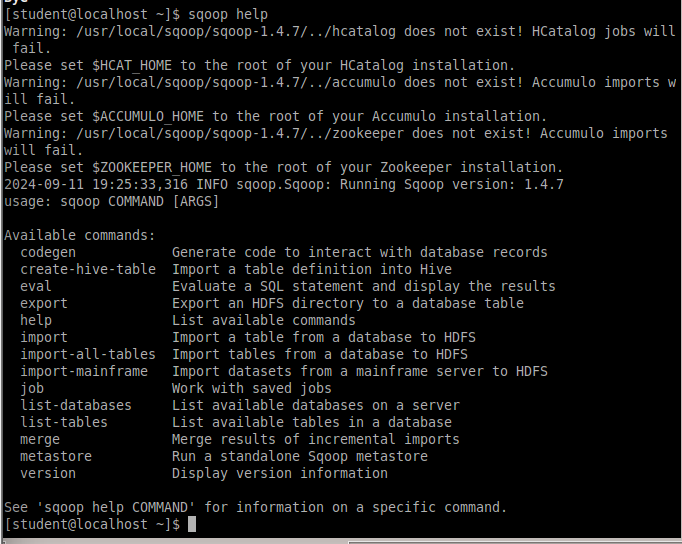 [student@localhost ~]$ sqoop help
Warning: /usr/local/sqoop/sqoop-1.4.7/../hcatalog does not exist! HCatalog jobs will
 fail.
Please set $HCAT_HOME to the root of your HCatalog installation.
Warning: /usr/local/sqoop/sqoop-1.4.7/../accumulo does not exist! Accumulo imports w
ill fail.
Please set $ACCUMULO_HOME to the root of your Accumulo installation.
Warning: /usr/local/sqoop/sqoop-1.4.7/../zookeeper does not exist! Accumulo imports
will fail.
Please set $ZOOKEEPER_HOME to the root of your Zookeeper installation.
2024-09-11 19:25:33,316 INFO sqoop.Sqoop: Running Sqoop version: 1.4.7
usage: sqoop COMMAND [ARGS]

Available commands:
  codegen            Generate code to interact with database records
  create-hive-table  Import a table definition into Hive
  eval               Evaluate a SQL statement and display the results
  export             Export an HDFS directory to a database table
  help               List available commands
  import             Import a table from a database to HDFS
  import-all-tables  Import tables from a database to HDFS
  import-mainframe   Import datasets from a mainframe server to HDFS
  job                Work with saved jobs
  list-databases     List available databases on a server
  list-tables        List available tables in a database
  merge              Merge results of incremental imports
  metastore          Run a standalone Sqoop metastore
  version            Display version information

See 'sqoop help COMMAND' for information on a specific command.
[student@localhost ~]$